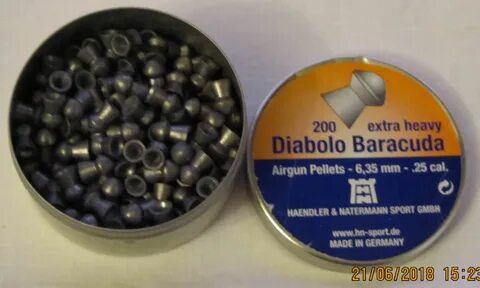 200 extra heavy
Diabolo Baracuda
Airgun Pellets - 6,35 mm - .25 cal.
HAENDLER & NATERMANN SPORT GMBH
www.hn-sport.de
MADE IN GERMANY
21/06/2018 15:23